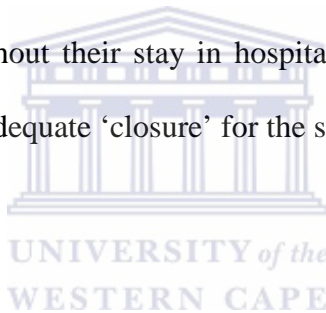 hout their stay in hospita
dequate ‘closure’ for the s
UNIVERSITY of the
WESTERN CAPE